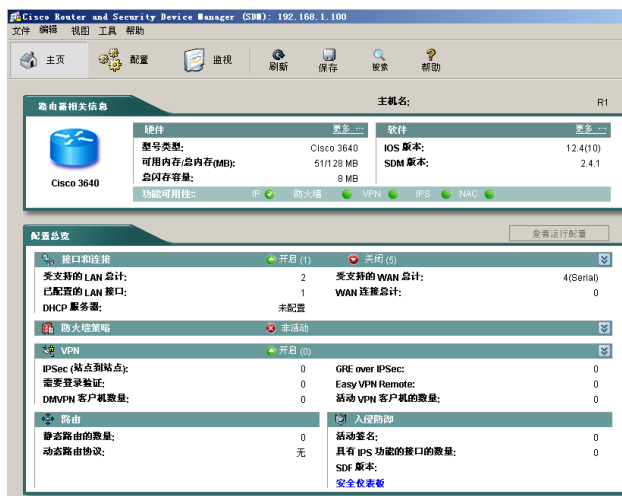 Cisco Router and Security Device Manager (SDM): 192.168.1.100
文件 编辑 视图 工具 帮助
主页 配置 监视 刷新 保存 搜索 帮助
路由器相关信息 主机名: R1
硬件 更多 ... 软件 更多 ...
型号类型: Cisco 3640 IOS 版本: 12.4(10)
可用内存/总内存(MB): 51/128 MB SDM 版本: 2.4.1
总闪存容量: 8 MB
Cisco 3640
功能可用性: IP 防火墙 VPN IPS NAC
配置总览 查看运行配置
接口和连接 开启 (1) 关闭 (5)
受支持的 LAN 总计: 2 受支持的 WAN 总计: 4(Serial)
已配置的 LAN 接口: 1 WAN 连接总计: 0
DHCP 服务器: 未配置
防火墙策略 非活动
VPN 开启 (0)
IPSec (站点到站点): 0 GRE over IPSec: 0
需要登录验证: 0 Easy VPN Remote: 0
DMVPN 客户机数量: 0 活动 VPN 客户机的数量: 0
路由 入侵防御
静态路由的数量: 0 活动签名: 0
动态路由协议: 无 具有 IPS 功能的接口的数量: 0
SDF 版本:
安全仪表板